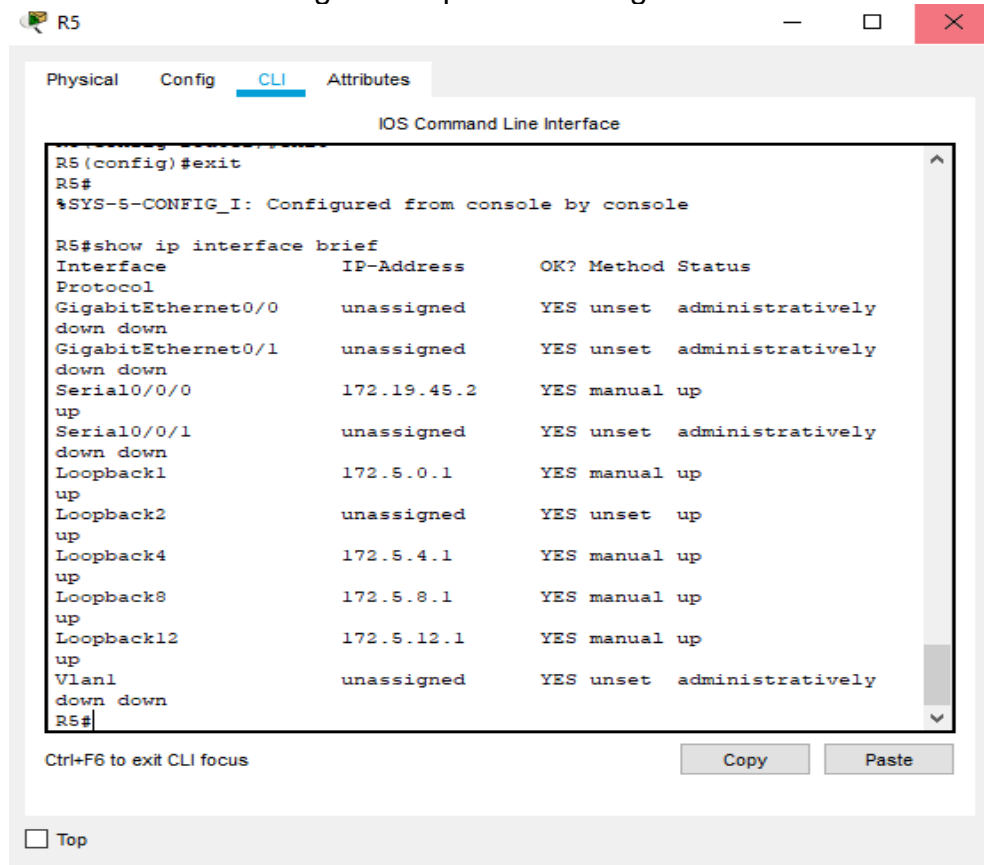 R5
Physical Config CLI Attributes
IOS Command Line Interface
R5(config)#exit
R5#
%SYS-5-CONFIG_I: Configured from console by console
R5#show ip interface brief
Interface IP-Address OK? Method Status
Protocol
GigabitEthernet0/0 unassigned YES unset administratively
down down
GigabitEthernet0/1 unassigned YES unset administratively
down down
Serial0/0/0 172.19.45.2 YES manual up
up
Serial0/0/1 unassigned YES unset administratively
down down
Loopback1 172.5.0.1 YES manual up
up
Loopback2 unassigned YES unset up
up
Loopback4 172.5.4.1 YES manual up
up
Loopback8 172.5.8.1 YES manual up
up
Loopback12 172.5.12.1 YES manual up
up
Vlan1 unassigned YES unset administratively
down down
R5#
Ctrl+F6 to exit CLI focus Copy Paste
Top